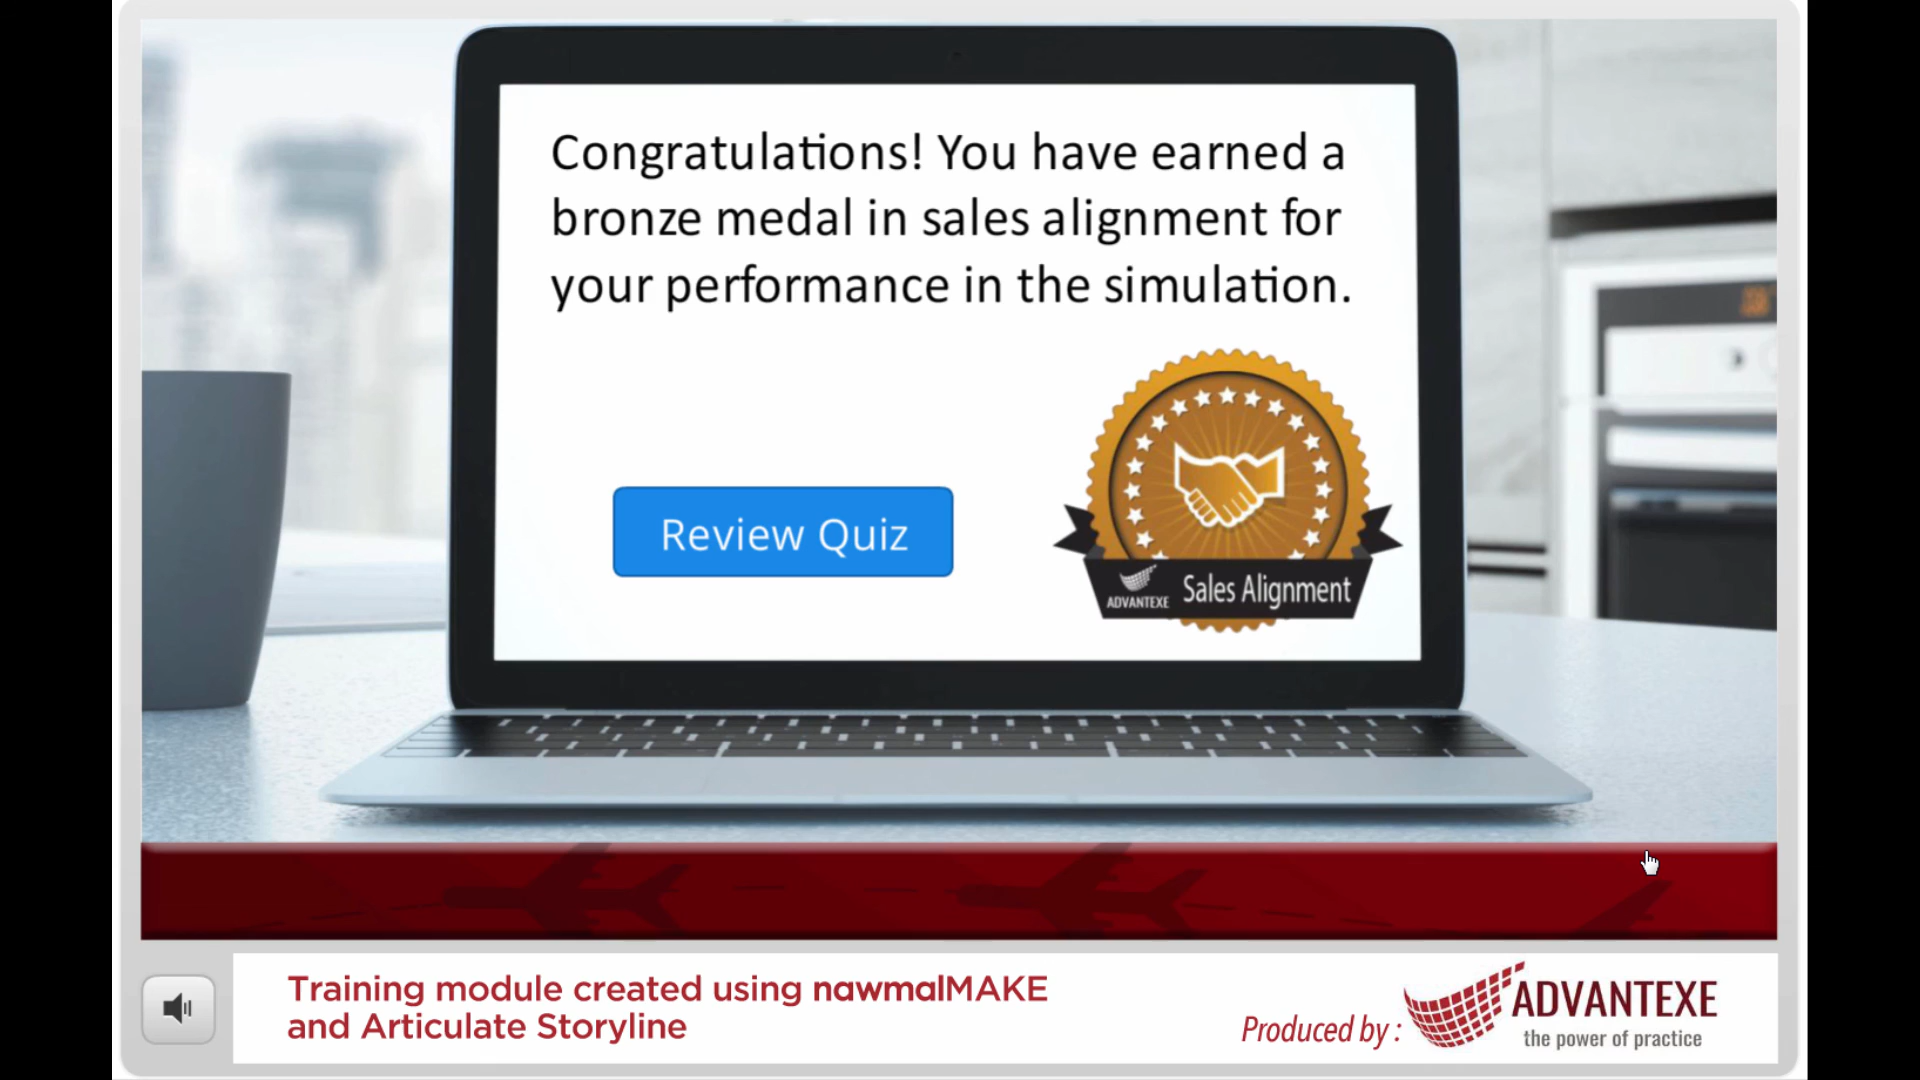 Congratulations! You have earned a
bronze medal in sales alignment for
your performance in the simulation.
Review Quiz
ADVANTEXE Sales Alignment
Training module created using nawmalMAKE
and Articulate Storyline
Produced by :
ADVANTEXE
the power of practice